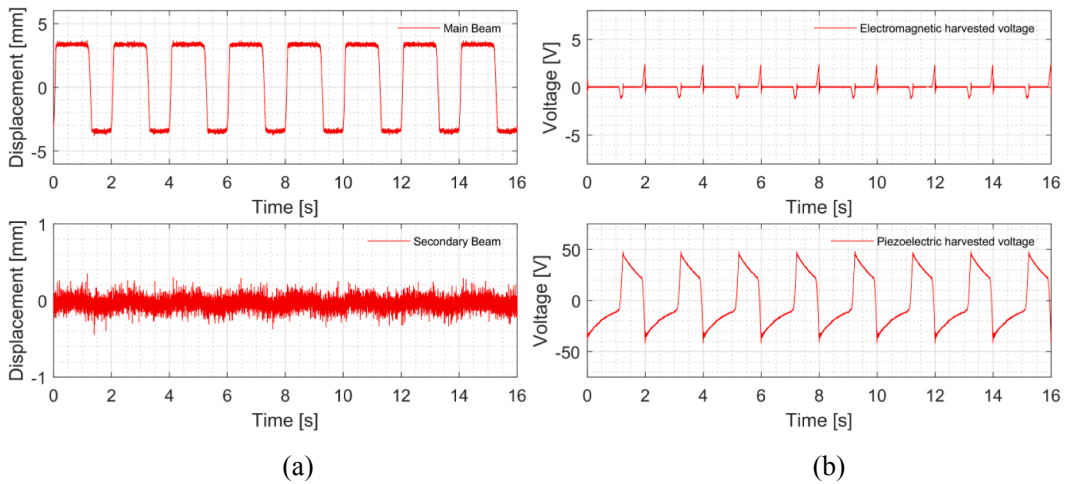 Displacement [mm]
5
0
-5
Main Beam
0 2 4 6 8 10 12 14 16
Time [s]
Displacement [mm]
1
0
-1
Secondary Beam
0 2 4 6 8 10 12 14 16
Time [s]
(a)
Voltage [V]
5
0
-5
Electromagnetic harvested voltage
0 2 4 6 8 10 12 14 16
Time [s]
Voltage [V]
50
0
-50
Piezoelectric harvested voltage
0 2 4 6 8 10 12 14 16
Time [s]
(b)